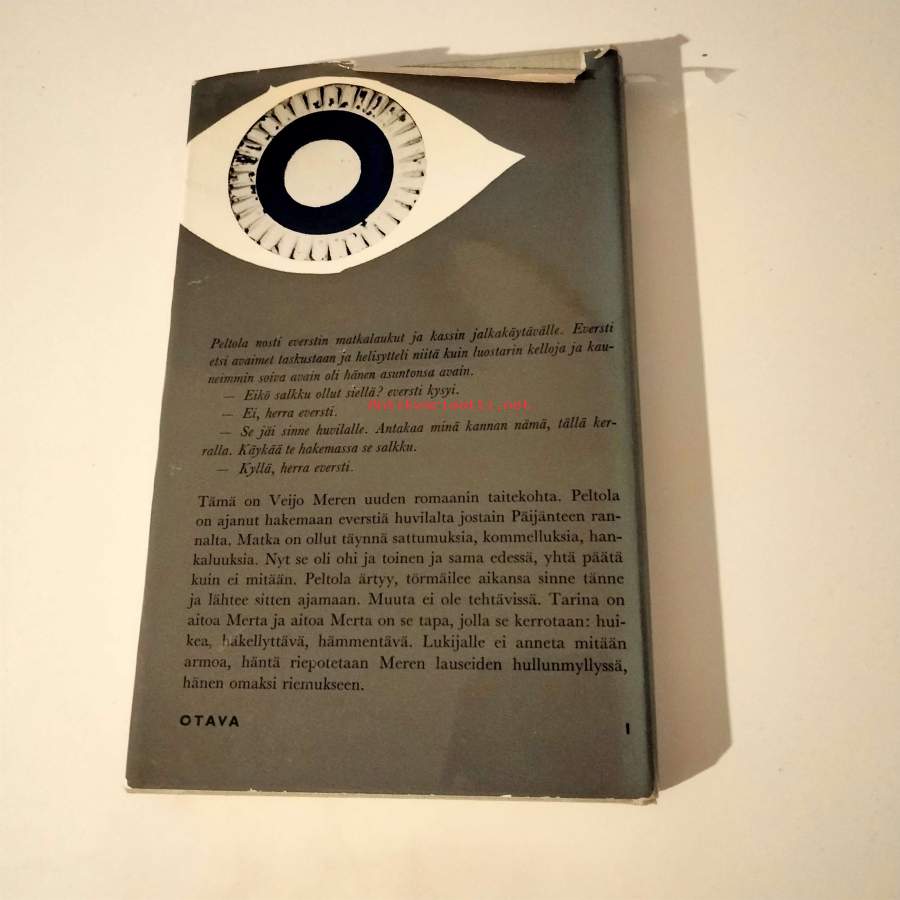 Peltola nosti everstin matkalaukut ja kassin jalkakäytävälle. Eversti
etsi avaimet taskustaan ja helisytteli niitä kuin luostarin kelloja ja kau-
neimmin soiva avain oli hänen asuntonsa avain.
— Eikö salkku ollut siellä? eversti kysyi.
— Ei, herra eversti.
— Se jäi sinne huvilalle. Antakaa minä kannan nämä, tällä ker-
ralla. Käykää te hakemassa se salkku.
— Kyllä, herra eversti.
Tämä on Veijo Meren uuden romaanin taitekohta. Peltola
on ajanut hakemaan everstiä huvilalta jostain Päijänteen ran-
nalta. Matka on ollut täynnä sattumuksia, kommelluksia, han-
kaluuksia. Nyt se oli ohi ja toinen ja sama edessä, yhtä päätä
kuin ei mitään. Peltola ärtyy, törmäilee aikansa sinne tänne
ja lähtee sitten ajamaan. Muuta ei ole tehtävissä. Tarina on
aitoa Merta ja aitoa Merta on se tapa, jolla se kerrotaan: hui-
kea, häkellyttävä, hämmentävä. Lukijalle ei anneta mitään
armoa, häntä riepotetaan Meren lauseiden hullunmyllyssä,
hänen omaksi riemukseen.
OTAVA